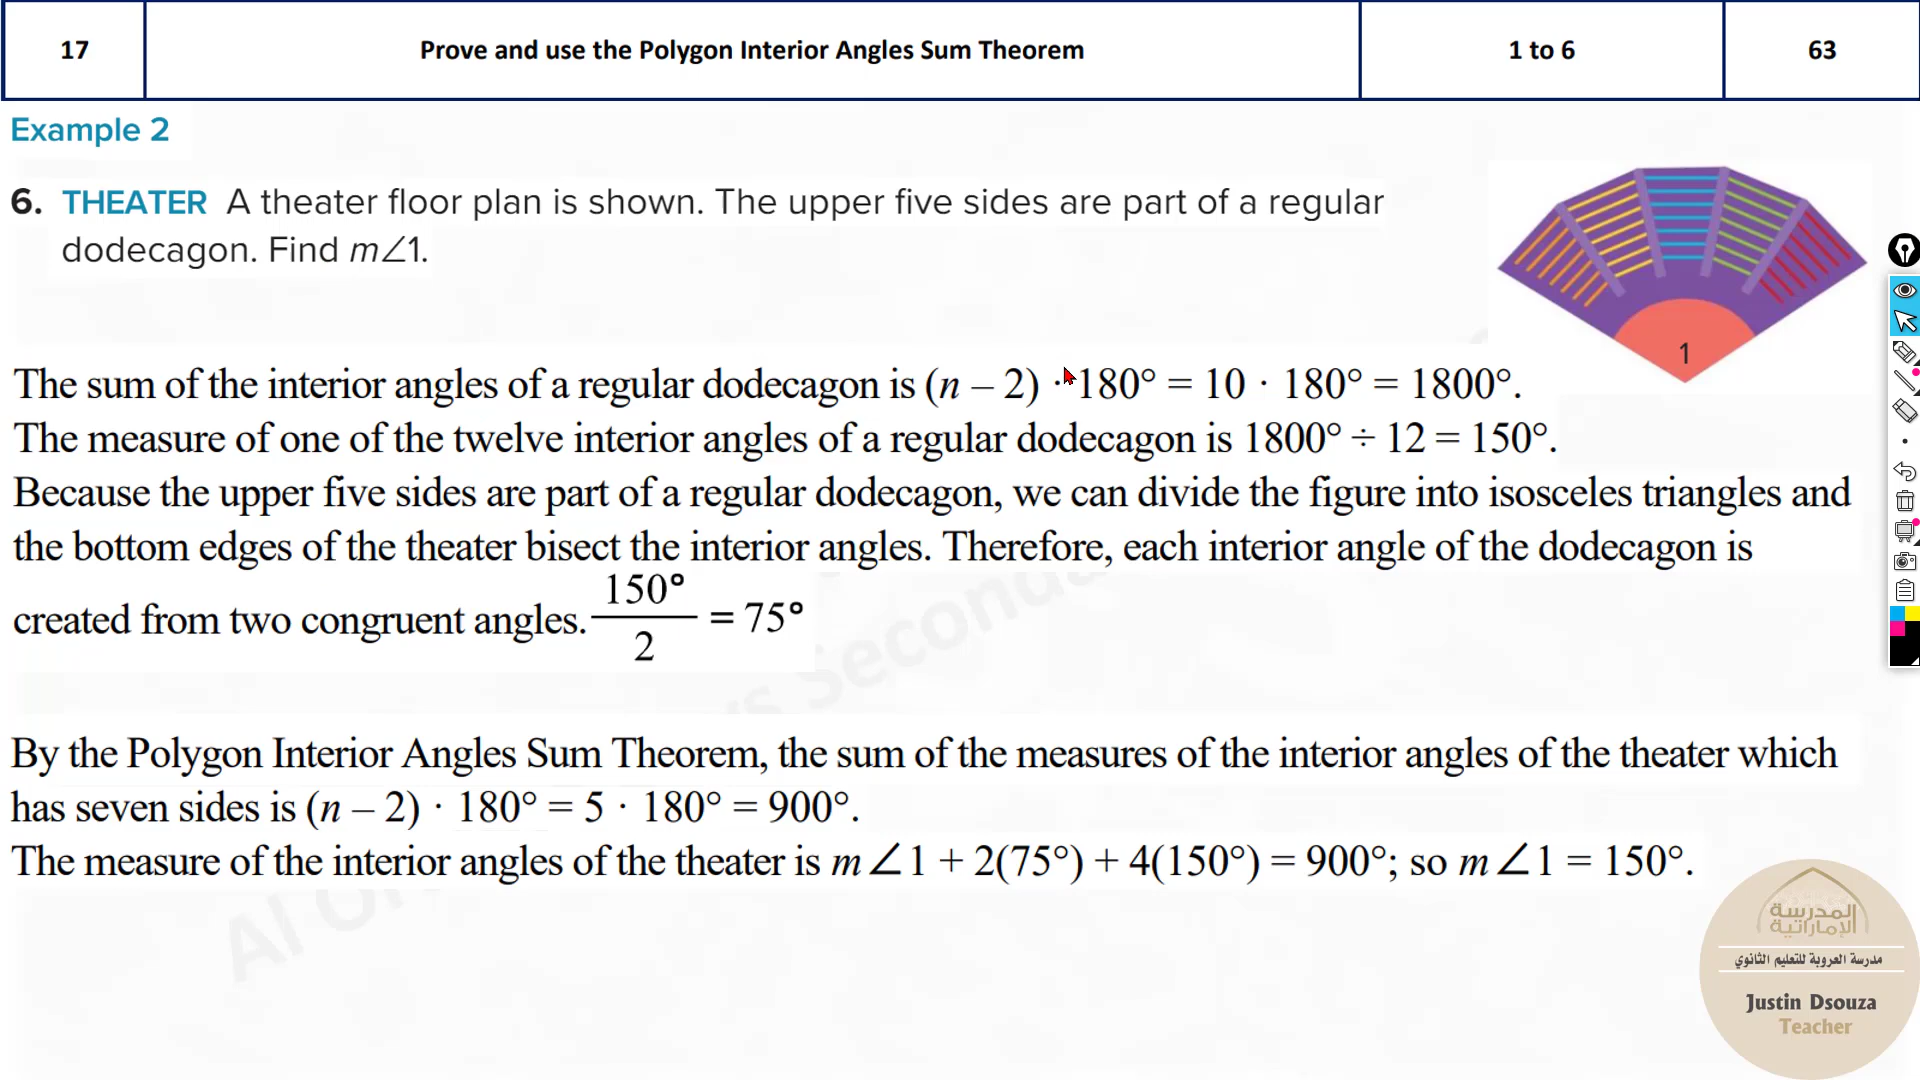 17 Prove and use the Polygon Interior Angles Sum Theorem 1 to 6 63
Example 2
6. THEATER A theater floor plan is shown. The upper five sides are part of a regular
dodecagon. Find m∠1.
1
The sum of the interior angles of a regular dodecagon is (n – 2) · 180° = 10 · 180° = 1800°.
The measure of one of the twelve interior angles of a regular dodecagon is 1800° ÷ 12 = 150°.
Because the upper five sides are part of a regular dodecagon, we can divide the figure into isosceles triangles and
the bottom edges of the theater bisect the interior angles. Therefore, each interior angle of the dodecagon is
created from two congruent angles. 150°/2 = 75°
By the Polygon Interior Angles Sum Theorem, the sum of the measures of the interior angles of the theater which
has seven sides is (n – 2) · 180° = 5 · 180° = 900°.
The measure of the interior angles of the theater is m∠1 + 2(75°) + 4(150°) = 900°; so m∠1 = 150°.
المدرسة
الإماراتية
مدرسة العروبة للتعليم الثانوي
Justin Dsouza
Teacher